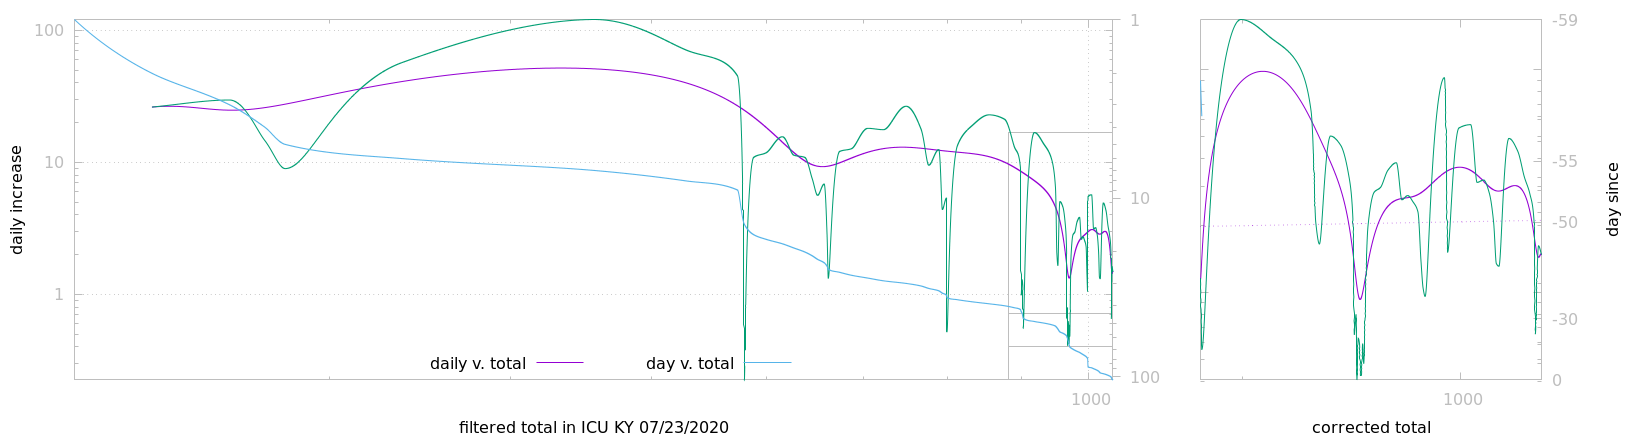 100
10
1
daily increase
daily v. total
day v. total
1
10
100
1000
filtered total in ICU KY 07/23/2020
-59
-55
-50
-30
0
day since
1000
corrected total